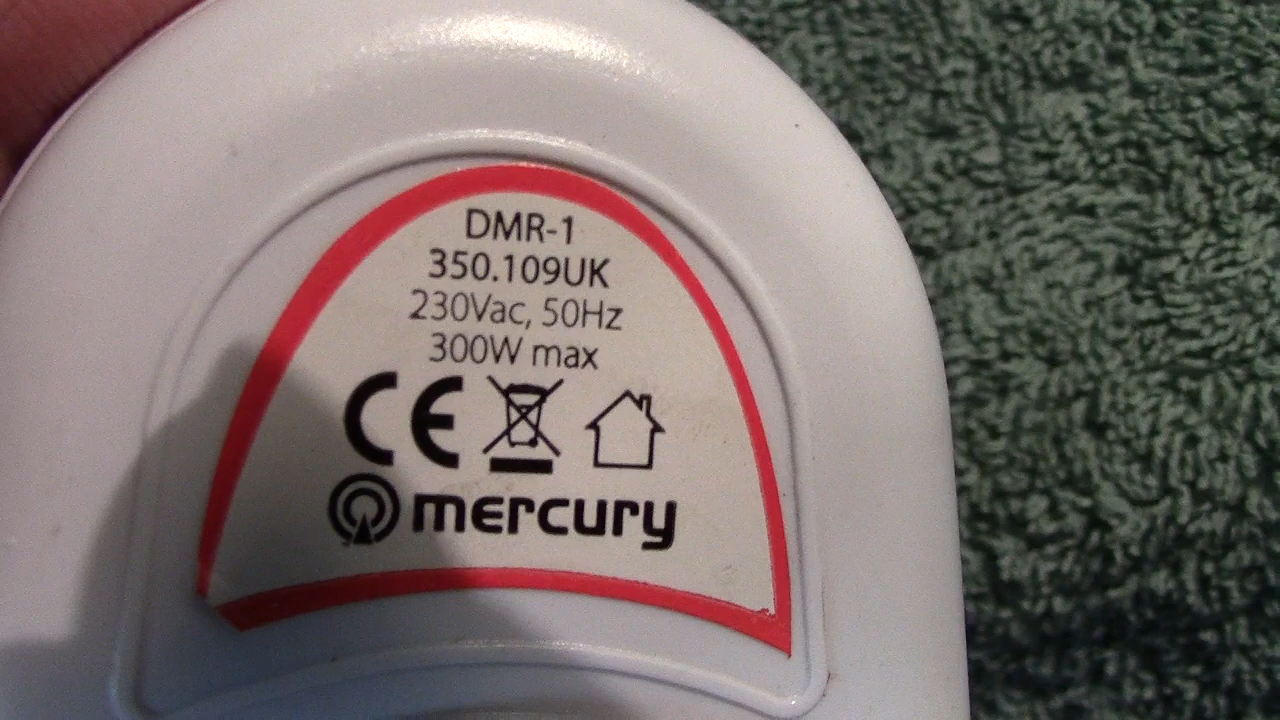 DMR-1
350.109UK
230Vac, 50Hz
300W max
CE
mercury